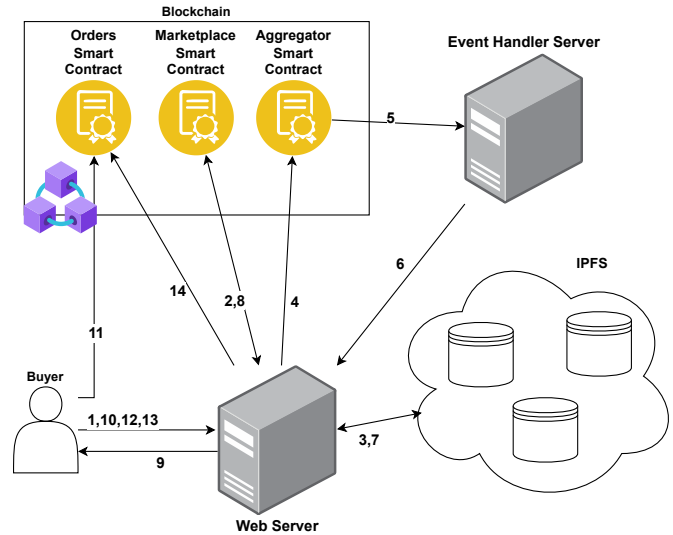 Blockchain
Orders
Smart
Contract
Marketplace
Smart
Contract
Aggregator
Smart
Contract
Event Handler Server
5
6
IPFS
14
2,8
4
11
Buyer
1,10,12,13
9
3,7
Web Server